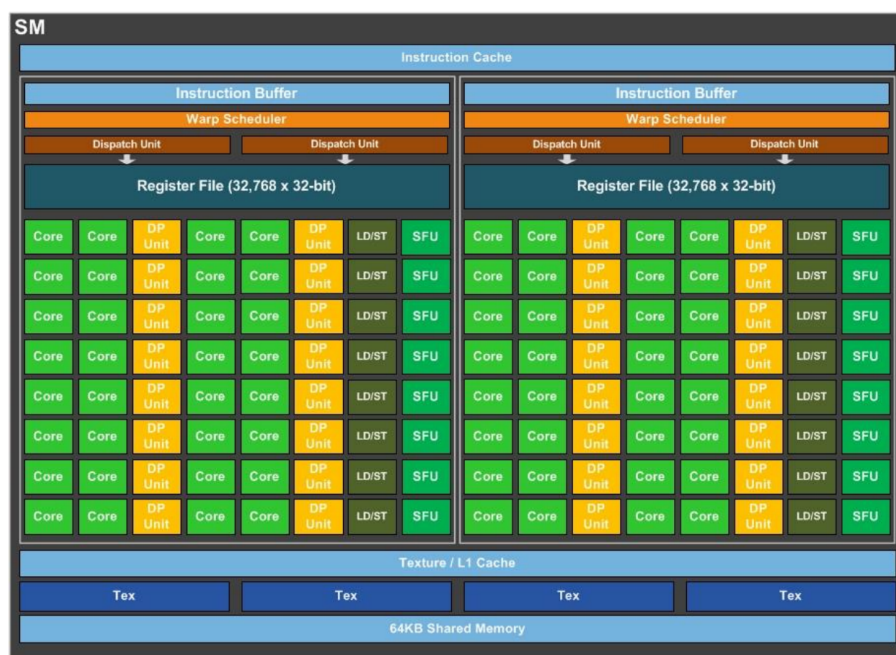 SM
Instruction Cache
Instruction Buffer Instruction Buffer
Warp Scheduler Warp Scheduler
Dispatch Unit Dispatch Unit Dispatch Unit Dispatch Unit
Register File (32,768 x 32-bit) Register File (32,768 x 32-bit)
Core Core DP Unit Core Core DP Unit LD/ST SFU Core Core DP Unit Core Core DP Unit LD/ST SFU
Core Core DP Unit Core Core DP Unit LD/ST SFU Core Core DP Unit Core Core DP Unit LD/ST SFU
Core Core DP Unit Core Core DP Unit LD/ST SFU Core Core DP Unit Core Core DP Unit LD/ST SFU
Core Core DP Unit Core Core DP Unit LD/ST SFU Core Core DP Unit Core Core DP Unit LD/ST SFU
Core Core DP Unit Core Core DP Unit LD/ST SFU Core Core DP Unit Core Core DP Unit LD/ST SFU
Core Core DP Unit Core Core DP Unit LD/ST SFU Core Core DP Unit Core Core DP Unit LD/ST SFU
Core Core DP Unit Core Core DP Unit LD/ST SFU Core Core DP Unit Core Core DP Unit LD/ST SFU
Core Core DP Unit Core Core DP Unit LD/ST SFU Core Core DP Unit Core Core DP Unit LD/ST SFU
Texture / L1 Cache
Tex Tex Tex Tex
64KB Shared Memory